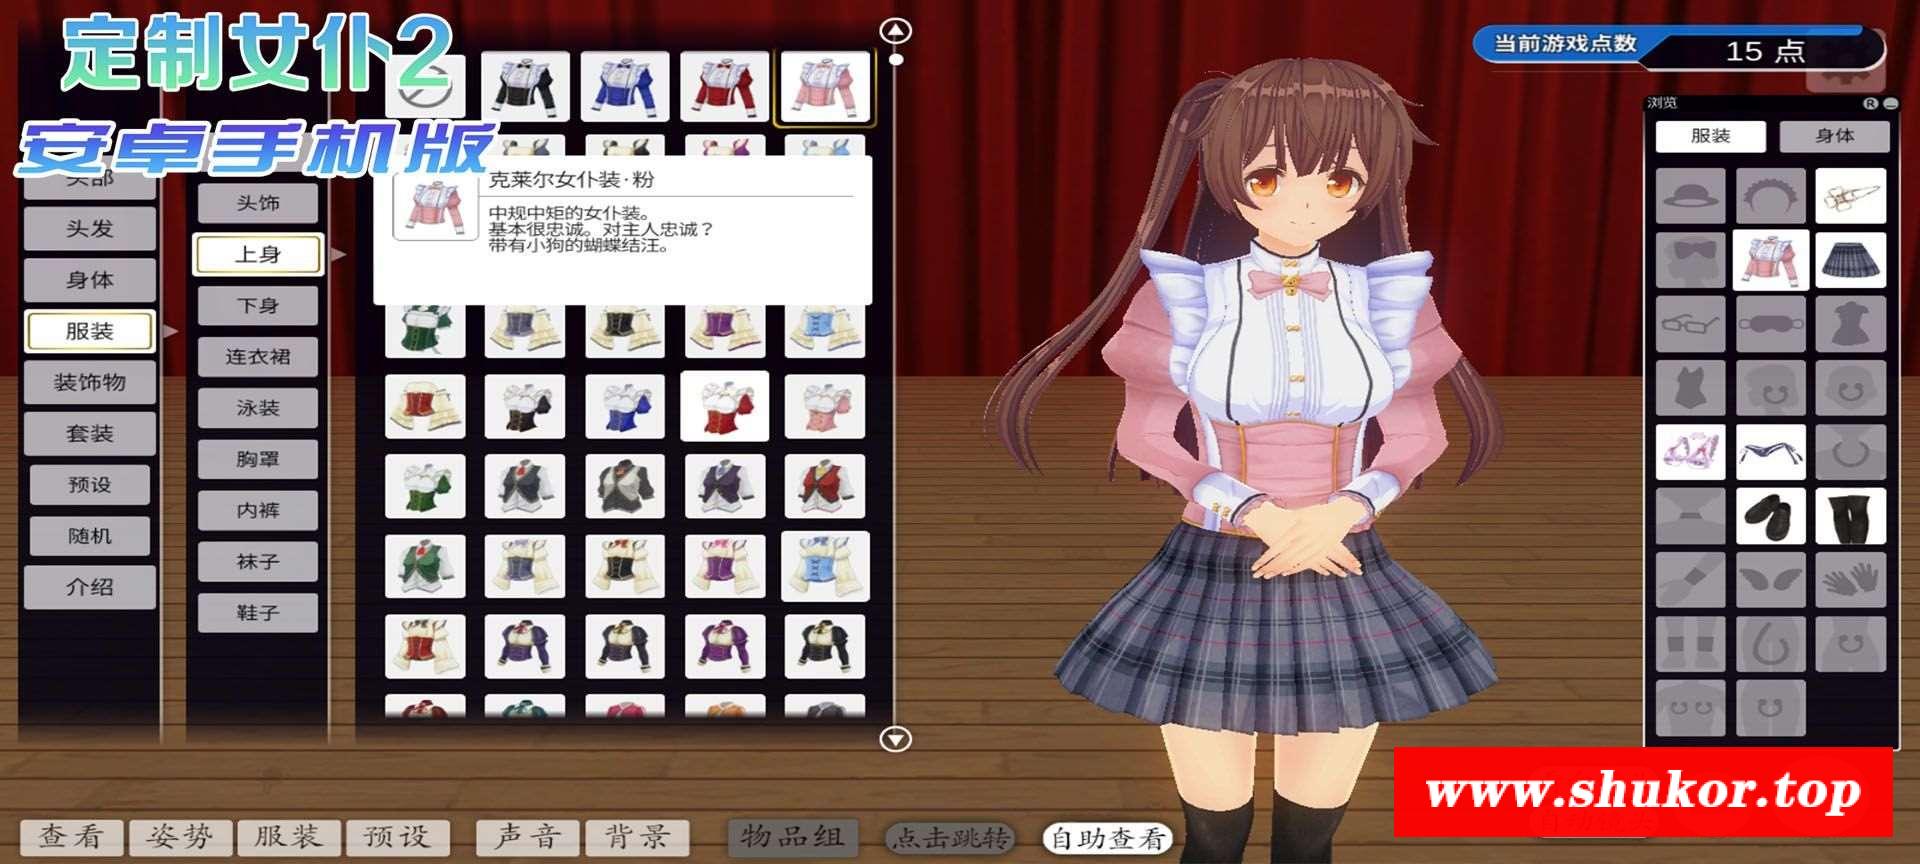 定制女仆2
安卓手机版
当前游戏点数
15 点
头部
头发
身体
服装
装饰物
套装
预设
随机
介绍
头饰
上身
下身
连衣裙
泳装
胸罩
内裤
袜子
鞋子
克莱尔女仆装·粉
中规中矩的女仆装。
基本很忠诚。对主人忠诚？
带有小狗的蝴蝶结汪。
浏览
R
服装
身体
查看
姿势
服装
预设
声音
背景
物品组
点击跳转
自助查看
www.shukor.top